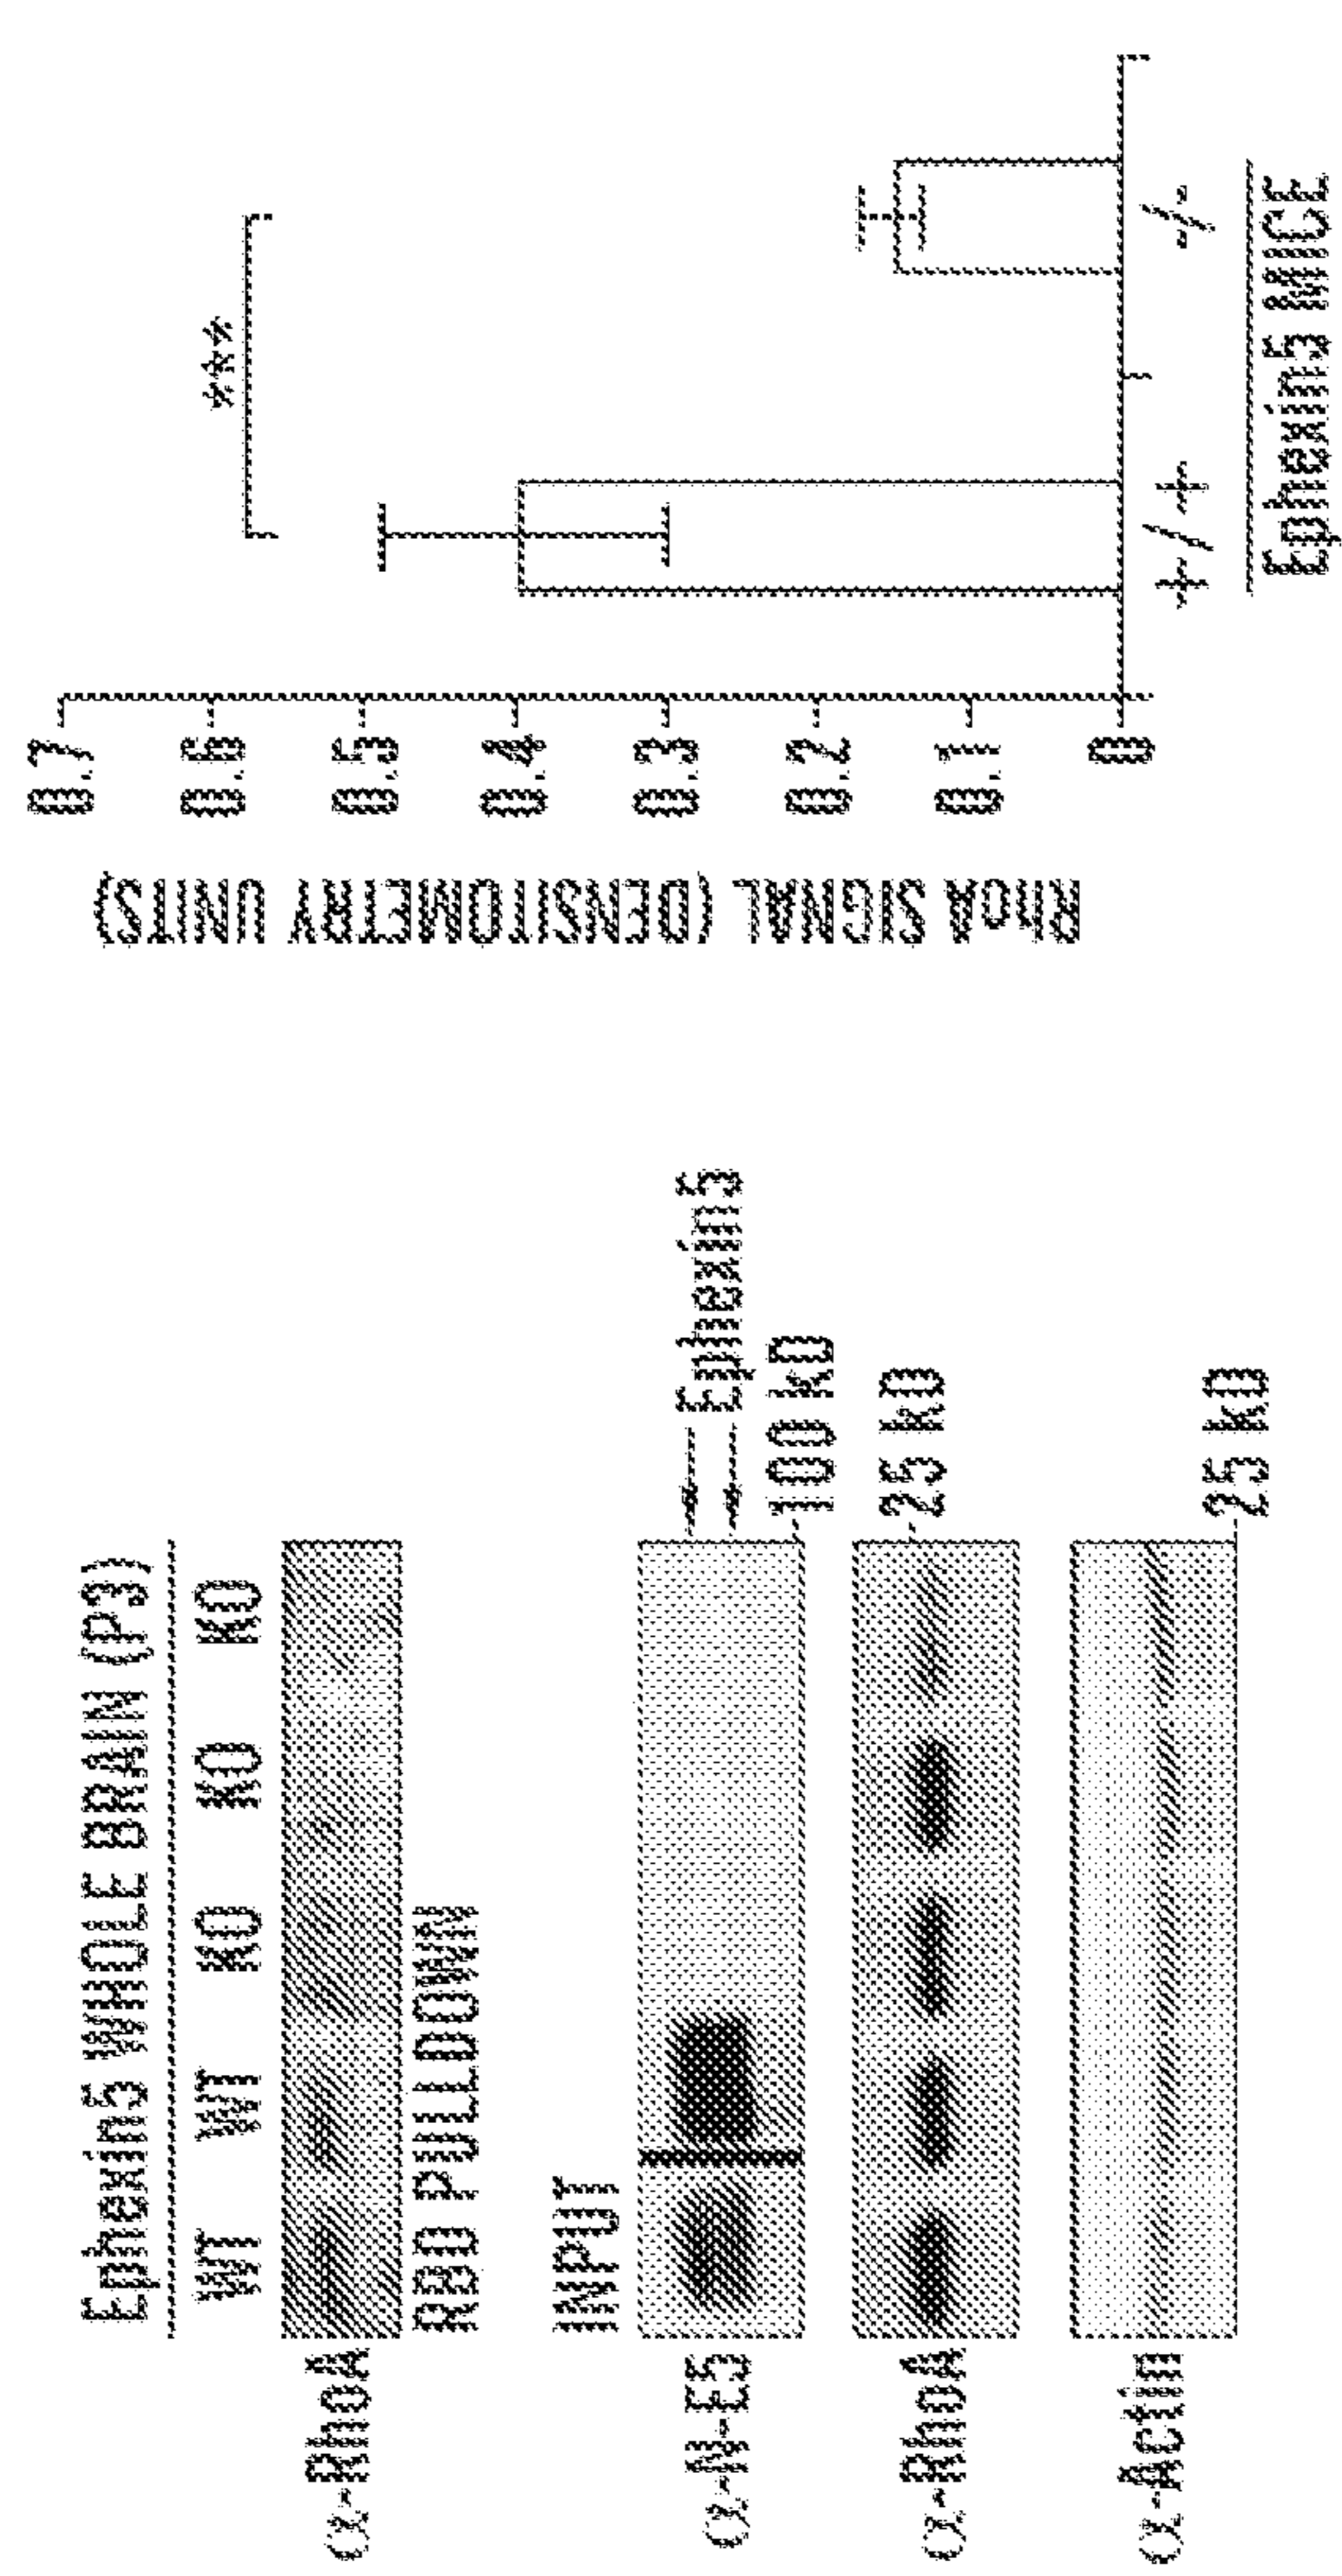 Ephexin5 WHOLE BRAIN (P3)
WT WT KO KO KO
α-RhoA
RBD PULLDOWN
INPUT
α-N-E5
Ephexin5
100 kD
α-RhoA
25 kD
α-Actin
25 kD
RhoA SIGNAL (DENSITOMETRY UNITS)
0.7
0.6
0.5
0.4
0.3
0.2
0.1
0
***
+/+ -/-
Ephexin5 MICE